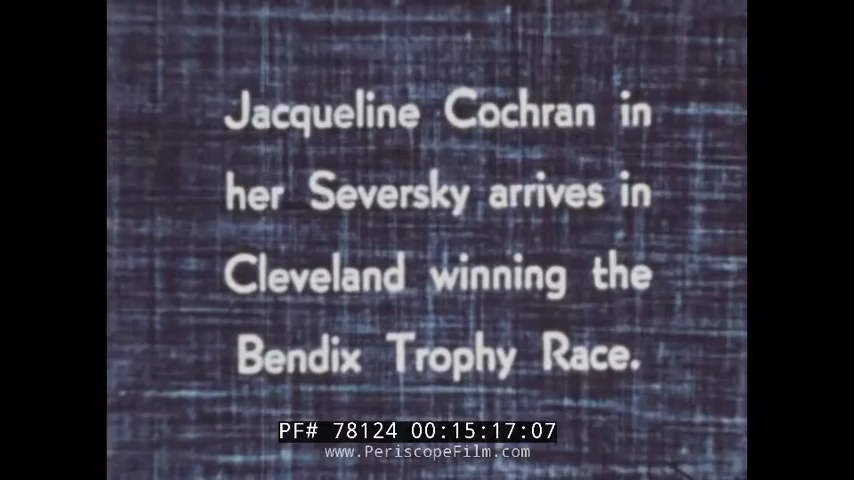 Jacqueline Cochran in
her Seversky arrives in
Cleveland winning the
Bendix Trophy Race.
PF# 78124 00:15:17:07
www.PeriscopeFilm.com